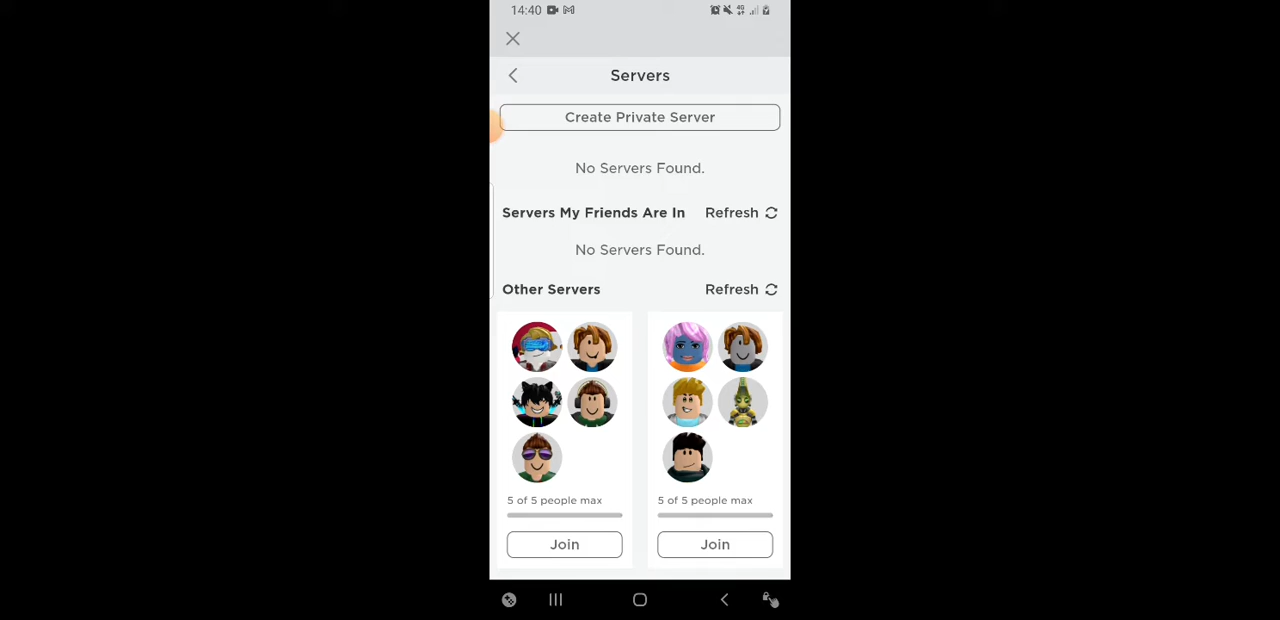 14:40
Servers
Create Private Server
No Servers Found.
Servers My Friends Are In Refresh
No Servers Found.
Other Servers Refresh
5 of 5 people max 5 of 5 people max
Join Join